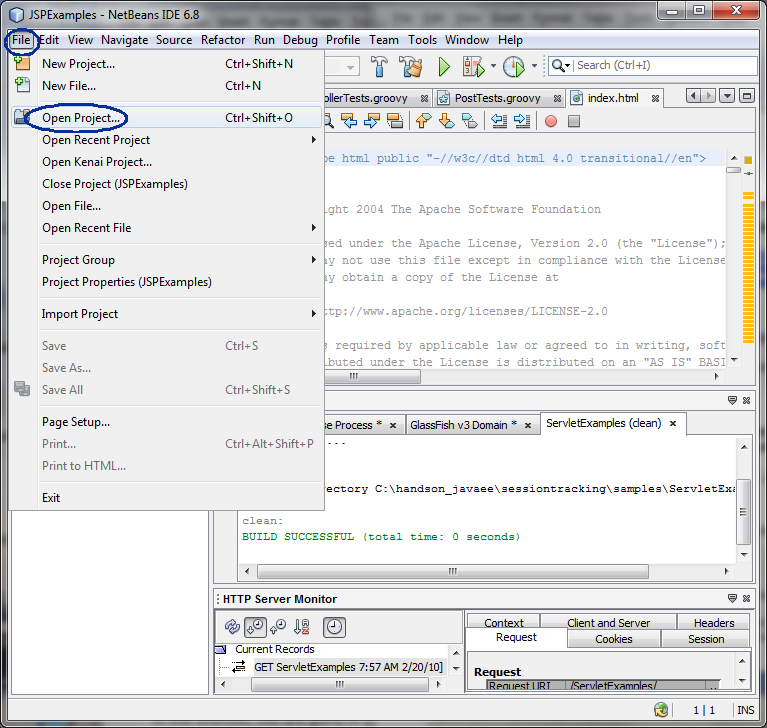 JSPExamples - NetBeans IDE 6.8
File Edit View Navigate Source Refactor Run Debug Profile Team Tools Window Help
New Project... Ctrl+Shift+N
New File... Ctrl+N
Open Project... Ctrl+Shift+O
Open Recent Project
Open Kenai Project...
Close Project (JSPExamples)
Open File...
Open Recent File
Project Group
Project Properties (JSPExamples)
Import Project
Save Ctrl+S
Save As...
Save All Ctrl+Shift+S
Page Setup...
Print... Ctrl+Alt+Shift+P
Print to HTML...
Exit
Search (Ctrl+I)
ollerTests.groovy PostTests.groovy index.html
pe html public "-//w3c//dtd html 4.0 transitional//en">
ight 2004 The Apache Software Foundation
sed under the Apache License, Version 2.0 (the "License");
ay not use this file except in compliance with the License
ay obtain a copy of the License at
ttp://www.apache.org/licenses/LICENSE-2.0
s required by applicable law or agreed to in writing, soft
ibuted under the License is distributed on an "AS IS" BASI
se Process * GlassFish v3 Domain * ServletExamples (clean)
---
rectory C:\handson_javaee\sessiontracking\samples\ServletExa
clean:
BUILD SUCCESSFUL (total time: 0 seconds)
HTTP Server Monitor
Current Records
GET ServletExamples 7:57 AM 2/20/10]
Context Client and Server Headers
Request Cookies Session
Request
Request URI /ServletExamples/
1 | 1 INS